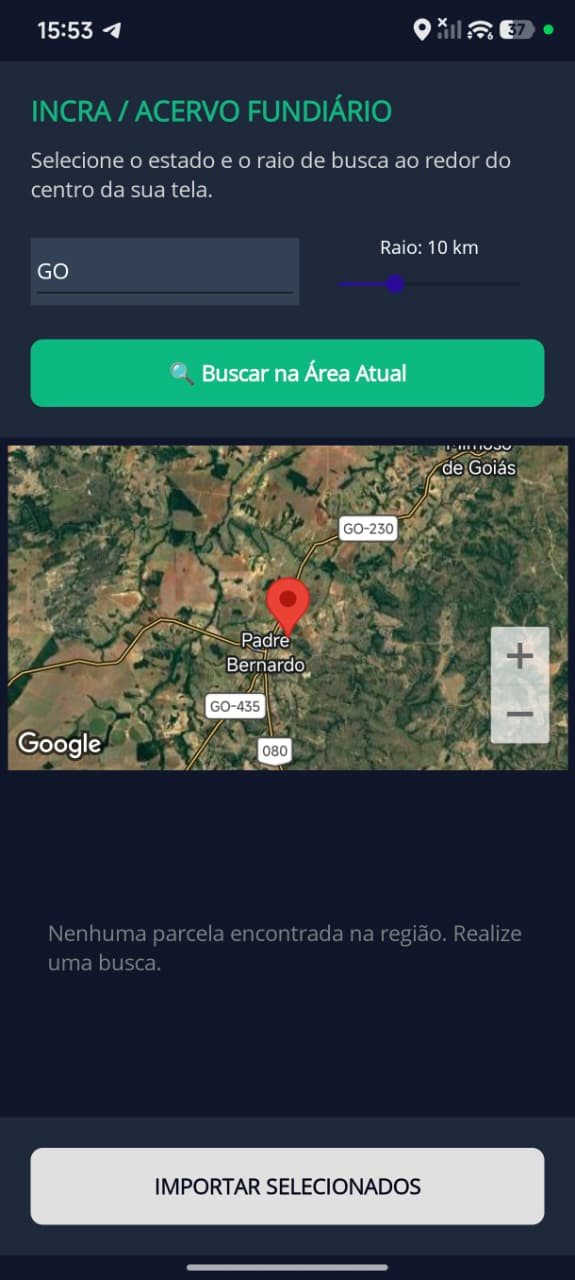 15:53
37
INCRA / ACERVO FUNDIÁRIO
Selecione o estado e o raio de busca ao redor do
centro da sua tela.
Raio: 10 km
GO
Buscar na Área Atual
de Goiás
GO-230
Padre
Bernardo
GO-435
Google
080
Nenhuma parcela encontrada na região. Realize
uma busca.
IMPORTAR SELECIONADOS